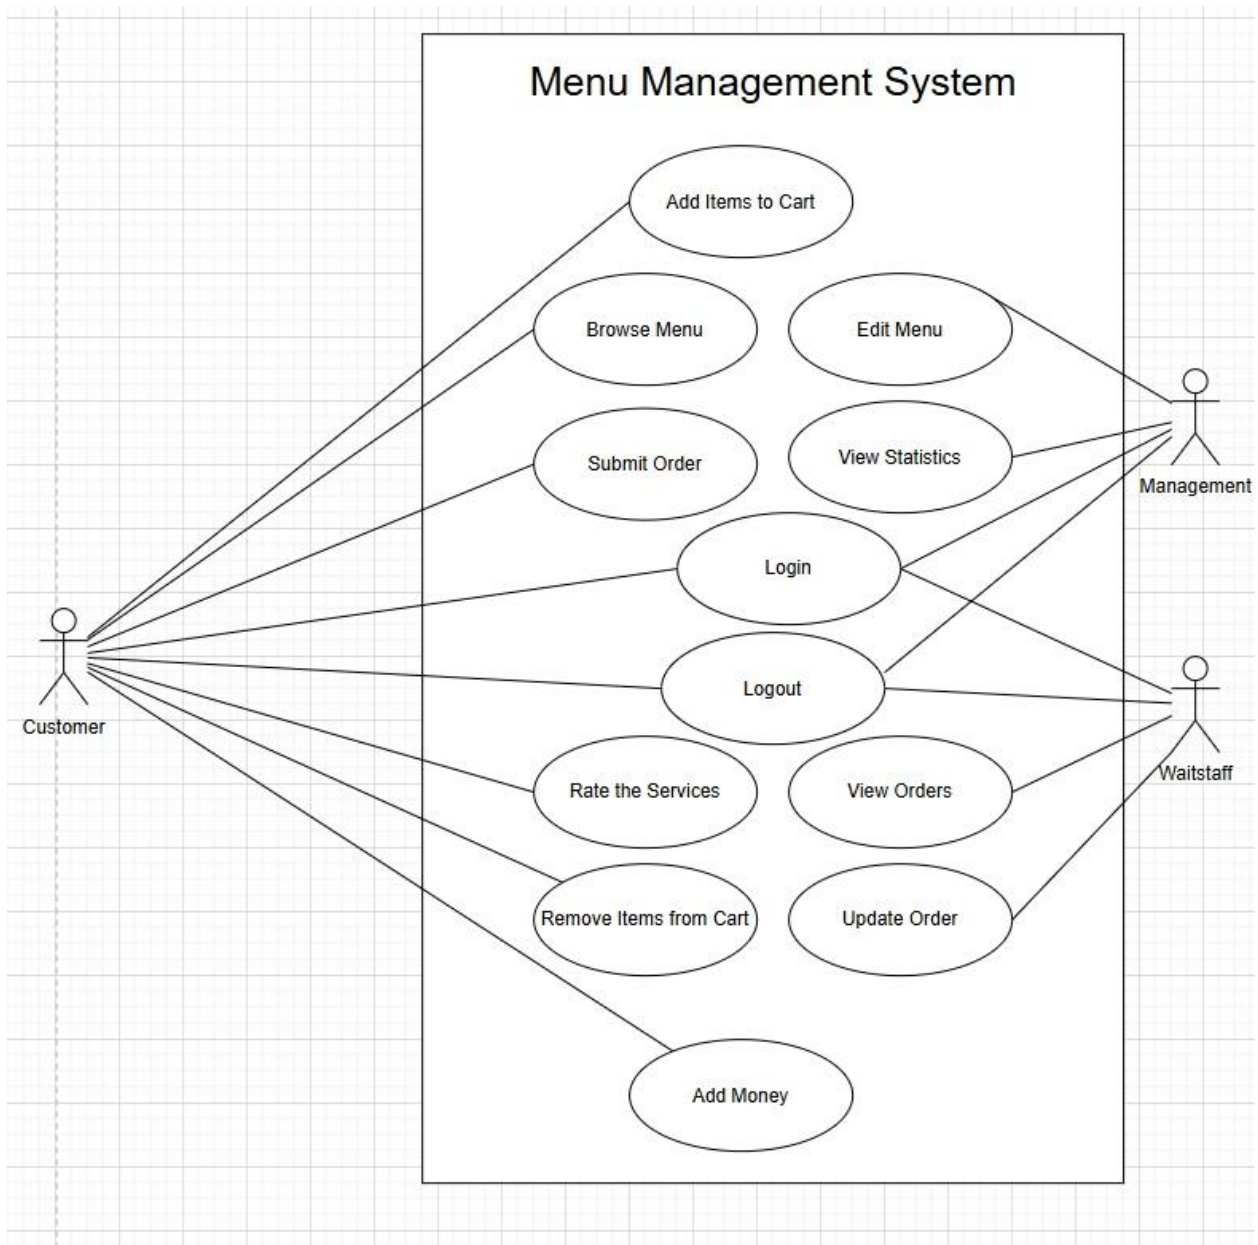 Menu Management System
Add Items to Cart
Browse Menu
Edit Menu
Submit Order
View Statistics
Management
Login
Logout
Customer
Waitstaff
Rate the Services
View Orders
Remove Items from Cart
Update Order
Add Money